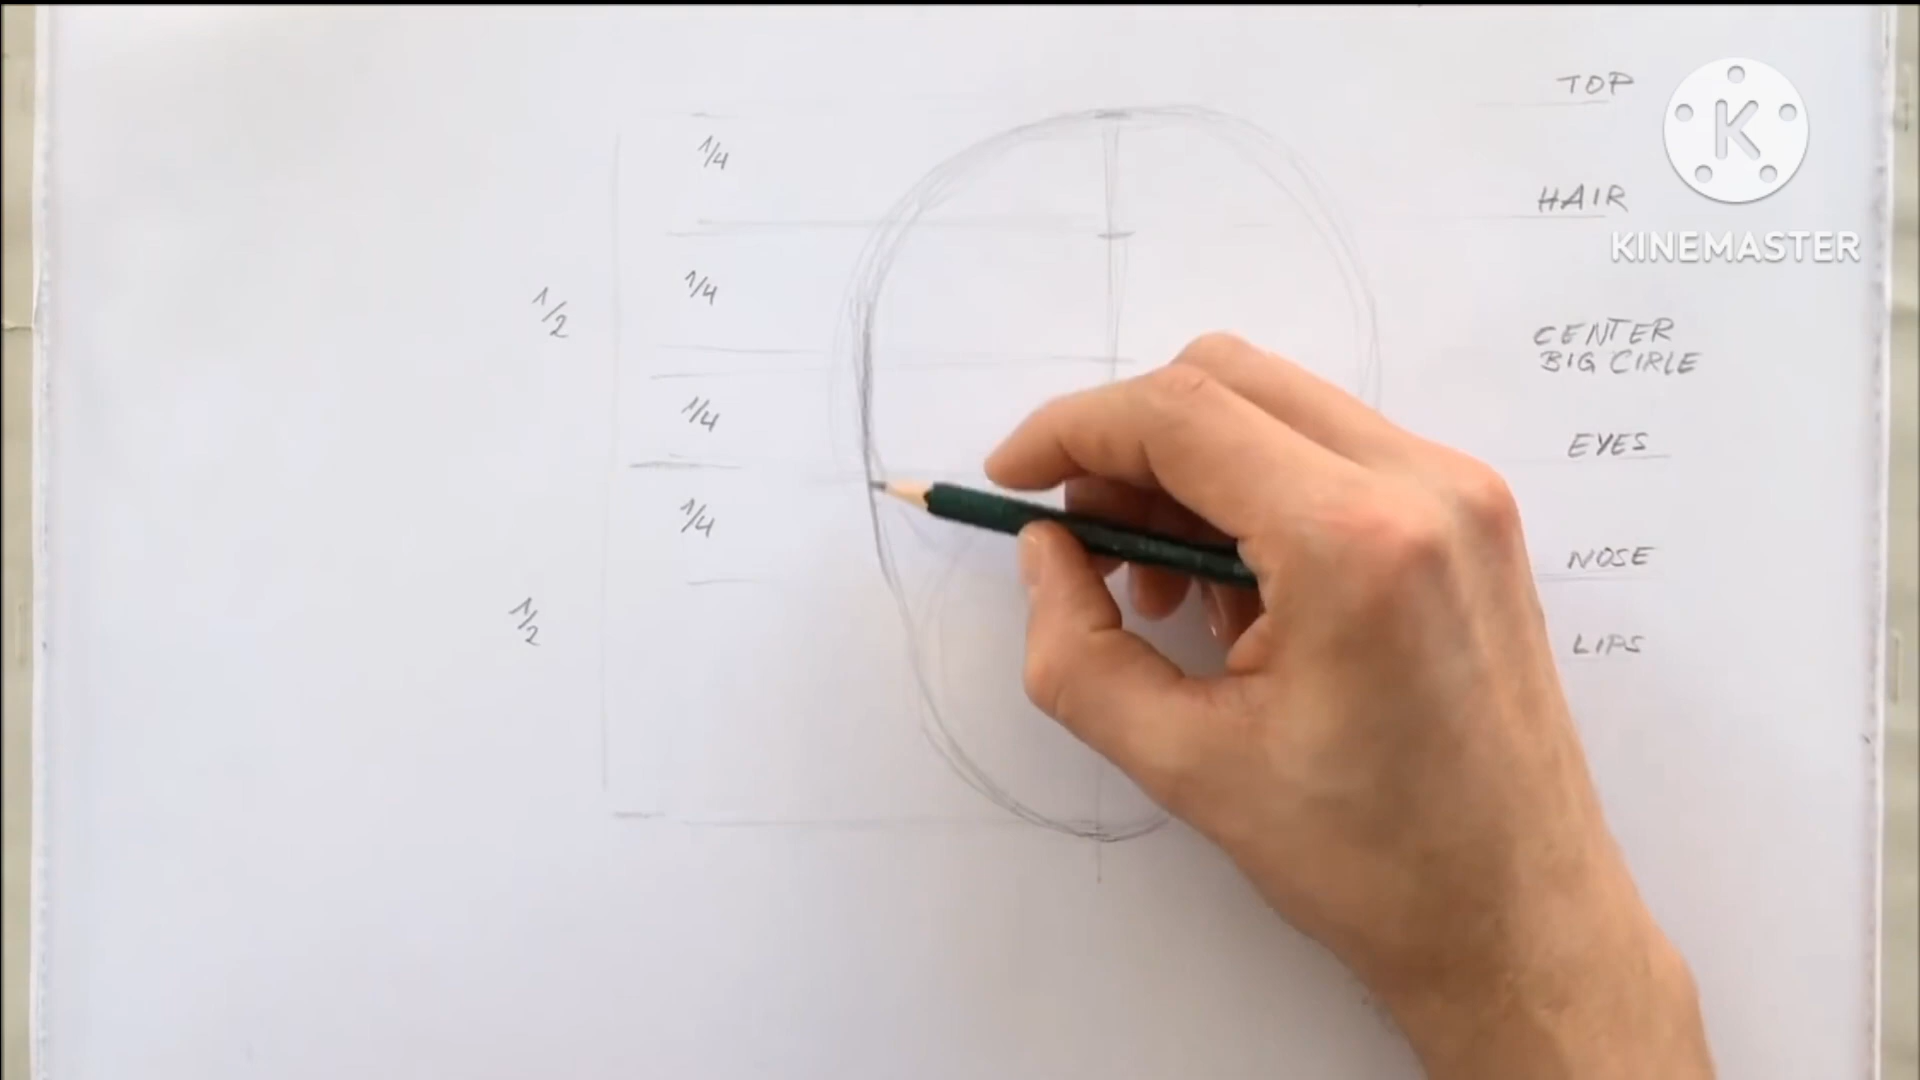 TOP
1/4
HAIR
KINEMASTER
1/4
1/2
CENTER
BIG CIRLE
1/4
EYES
1/4
NOSE
1/2
LIPS